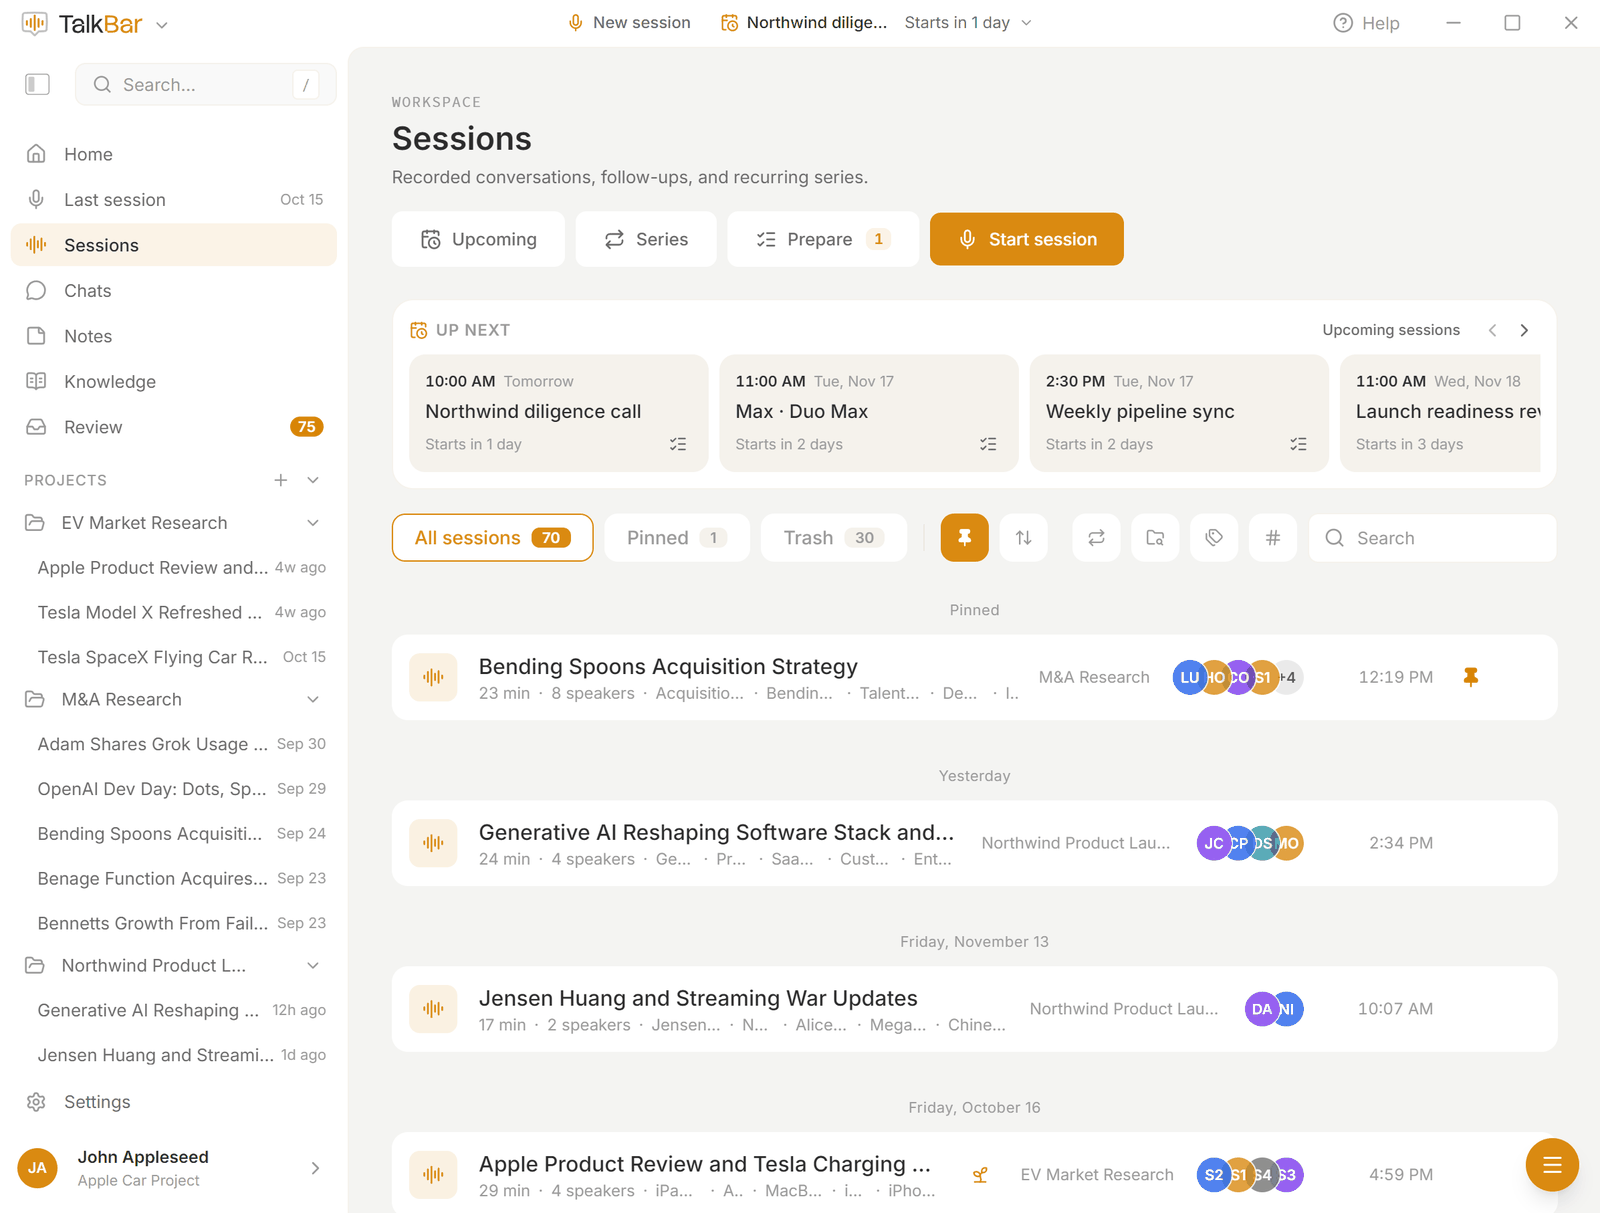 TalkBar
New session
Northwind dilige... Starts in 1 day
Help
Search... /
Home
Last session Oct 15
Sessions
Chats
Notes
Knowledge
Review 75
PROJECTS
EV Market Research
Apple Product Review and... 4w ago
Tesla Model X Refreshed ... 4w ago
Tesla SpaceX Flying Car R... Oct 15
M&A Research
Adam Shares Grok Usage ... Sep 30
OpenAI Dev Day: Dots, Sp... Sep 29
Bending Spoons Acquisiti... Sep 24
Benage Function Acquires... Sep 23
Bennetts Growth From Fail... Sep 23
Northwind Product L...
Generative AI Reshaping ... 12h ago
Jensen Huang and Streami... 1d ago
Settings
JA
John Appleseed
Apple Car Project
WORKSPACE
Sessions
Recorded conversations, follow-ups, and recurring series.
Upcoming
Series
Prepare 1
Start session
UP NEXT
Upcoming sessions
10:00 AM Tomorrow
Northwind diligence call
Starts in 1 day
11:00 AM Tue, Nov 17
Max · Duo Max
Starts in 2 days
2:30 PM Tue, Nov 17
Weekly pipeline sync
Starts in 2 days
11:00 AM Wed, Nov 18
Launch readiness rev
Starts in 3 days
All sessions 70
Pinned 1
Trash 30
Search
Pinned
Bending Spoons Acquisition Strategy
23 min · 8 speakers · Acquisitio... · Bendin... · Talent... · De... · I..
M&A Research
LU HO CO S1 +4
12:19 PM
Yesterday
Generative AI Reshaping Software Stack and...
24 min · 4 speakers · Ge... · Pr... · Saa... · Cust... · Ent...
Northwind Product Lau...
JC CP DS MO
2:34 PM
Friday, November 13
Jensen Huang and Streaming War Updates
17 min · 2 speakers · Jensen... · N... · Alice... · Mega... · Chine...
Northwind Product Lau...
DA NI
10:07 AM
Friday, October 16
Apple Product Review and Tesla Charging ...
29 min · 4 speakers · iPa... · A.. · MacB... · i... · iPho...
EV Market Research
S2 S1 S4 S3
4:59 PM